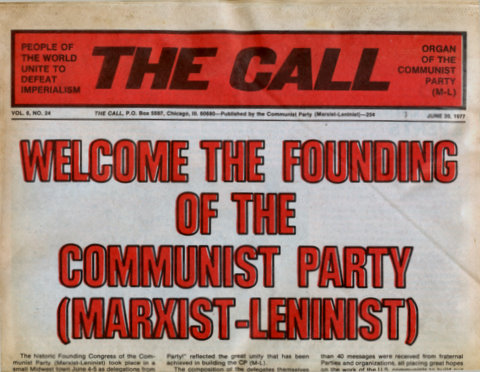 PEOPLE OF
THE WORLD
UNITE TO
DEFEAT
IMPERIALISM
THE CALL
ORGAN
OF THE
COMMUNIST
PARTY
(M-L)
VOL. 6, NO. 24
THE CALL, P.O. Box 5597, Chicago, Ill. 60680—Published by the Communist Party (Marxist-Leninist)—25¢
JUNE 20, 1977
WELCOME THE FOUNDING
OF THE
COMMUNIST PARTY
(MARXIST-LENINIST)
The historic Founding Congress of the Com-
munist Party (Marxist-Leninist) took place in a
small Midwest town June 4-5 as delegations from
Party!" reflected the great unity that has been
achieved in building the CP (M-L).
The composition of the delegates themselves
than 40 messages were received from fraternal
Parties and organizations, all placing great hopes
on the work of the U.S. communists to build